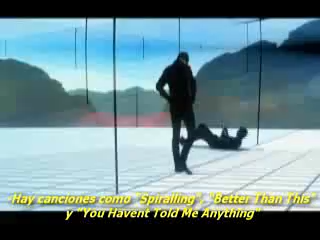 Hay canciones como "Spiralling", "Better Than This"
y "You Havent Told Me Anything"